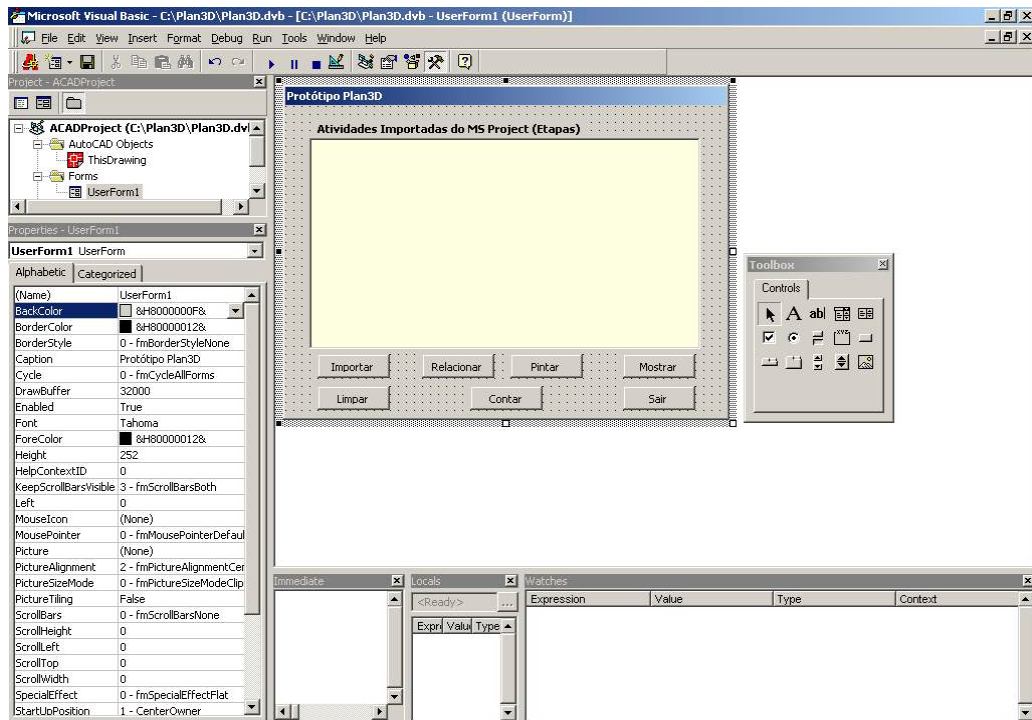 Microsoft Visual Basic - C:\Plan3D\Plan3D.dvb - [C:\Plan3D\Plan3D.dvb - UserForm1 (UserForm)]
File Edit View Insert Format Debug Run Tools Window Help
Project - ACADProject
ACADProject (C:\Plan3D\Plan3D.dvl
AutoCAD Objects
ThisDrawing
Forms
UserForm1
Properties - UserForm1
UserForm1 UserForm
Alphabetic Categorized
(Name) UserForm1
BackColor &H8000000F&
BorderColor &H80000012&
BorderStyle 0 - fmBorderStyleNone
Caption Protótipo Plan3D
Cycle 0 - fmCycleAllForms
DrawBuffer 32000
Enabled True
Font Tahoma
ForeColor &H80000012&
Height 252
HelpContextID 0
KeepScrollBarsVisible 3 - fmScrollBarsBoth
Left 0
MouseIcon (None)
MousePointer 0 - fmMousePointerDefaul
Picture (None)
PictureAlignment 2 - fmPictureAlignmentCer
PictureSizeMode 0 - fmPictureSizeModeClip
PictureTiling False
ScrollBars 0 - fmScrollBarsNone
ScrollHeight 0
ScrollLeft 0
ScrollTop 0
ScrollWidth 0
SpecialEffect 0 - fmSpecialEffectFlat
StartUpPosition 1 - CenterOwner
Protótipo Plan3D
Atividades Importadas do MS Project (Etapas)
Importar Relacionar Pintar Mostrar
Limpar Contar Sair
Toolbox
Controls
A ab|
Immediate
Locals
<Ready> ...
Expre Valu Type
Watches
Expression Value Type Context